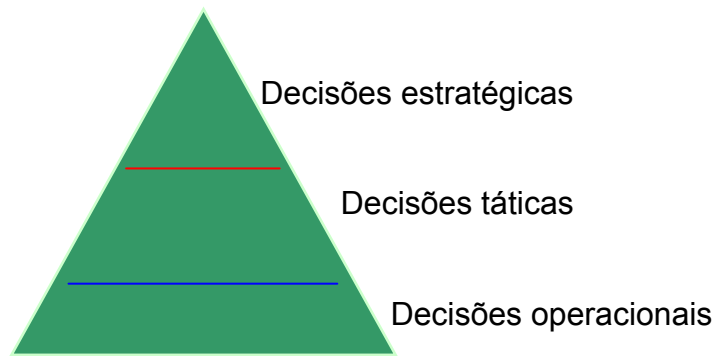 Decisões estratégicas
Decisões táticas
Decisões operacionais